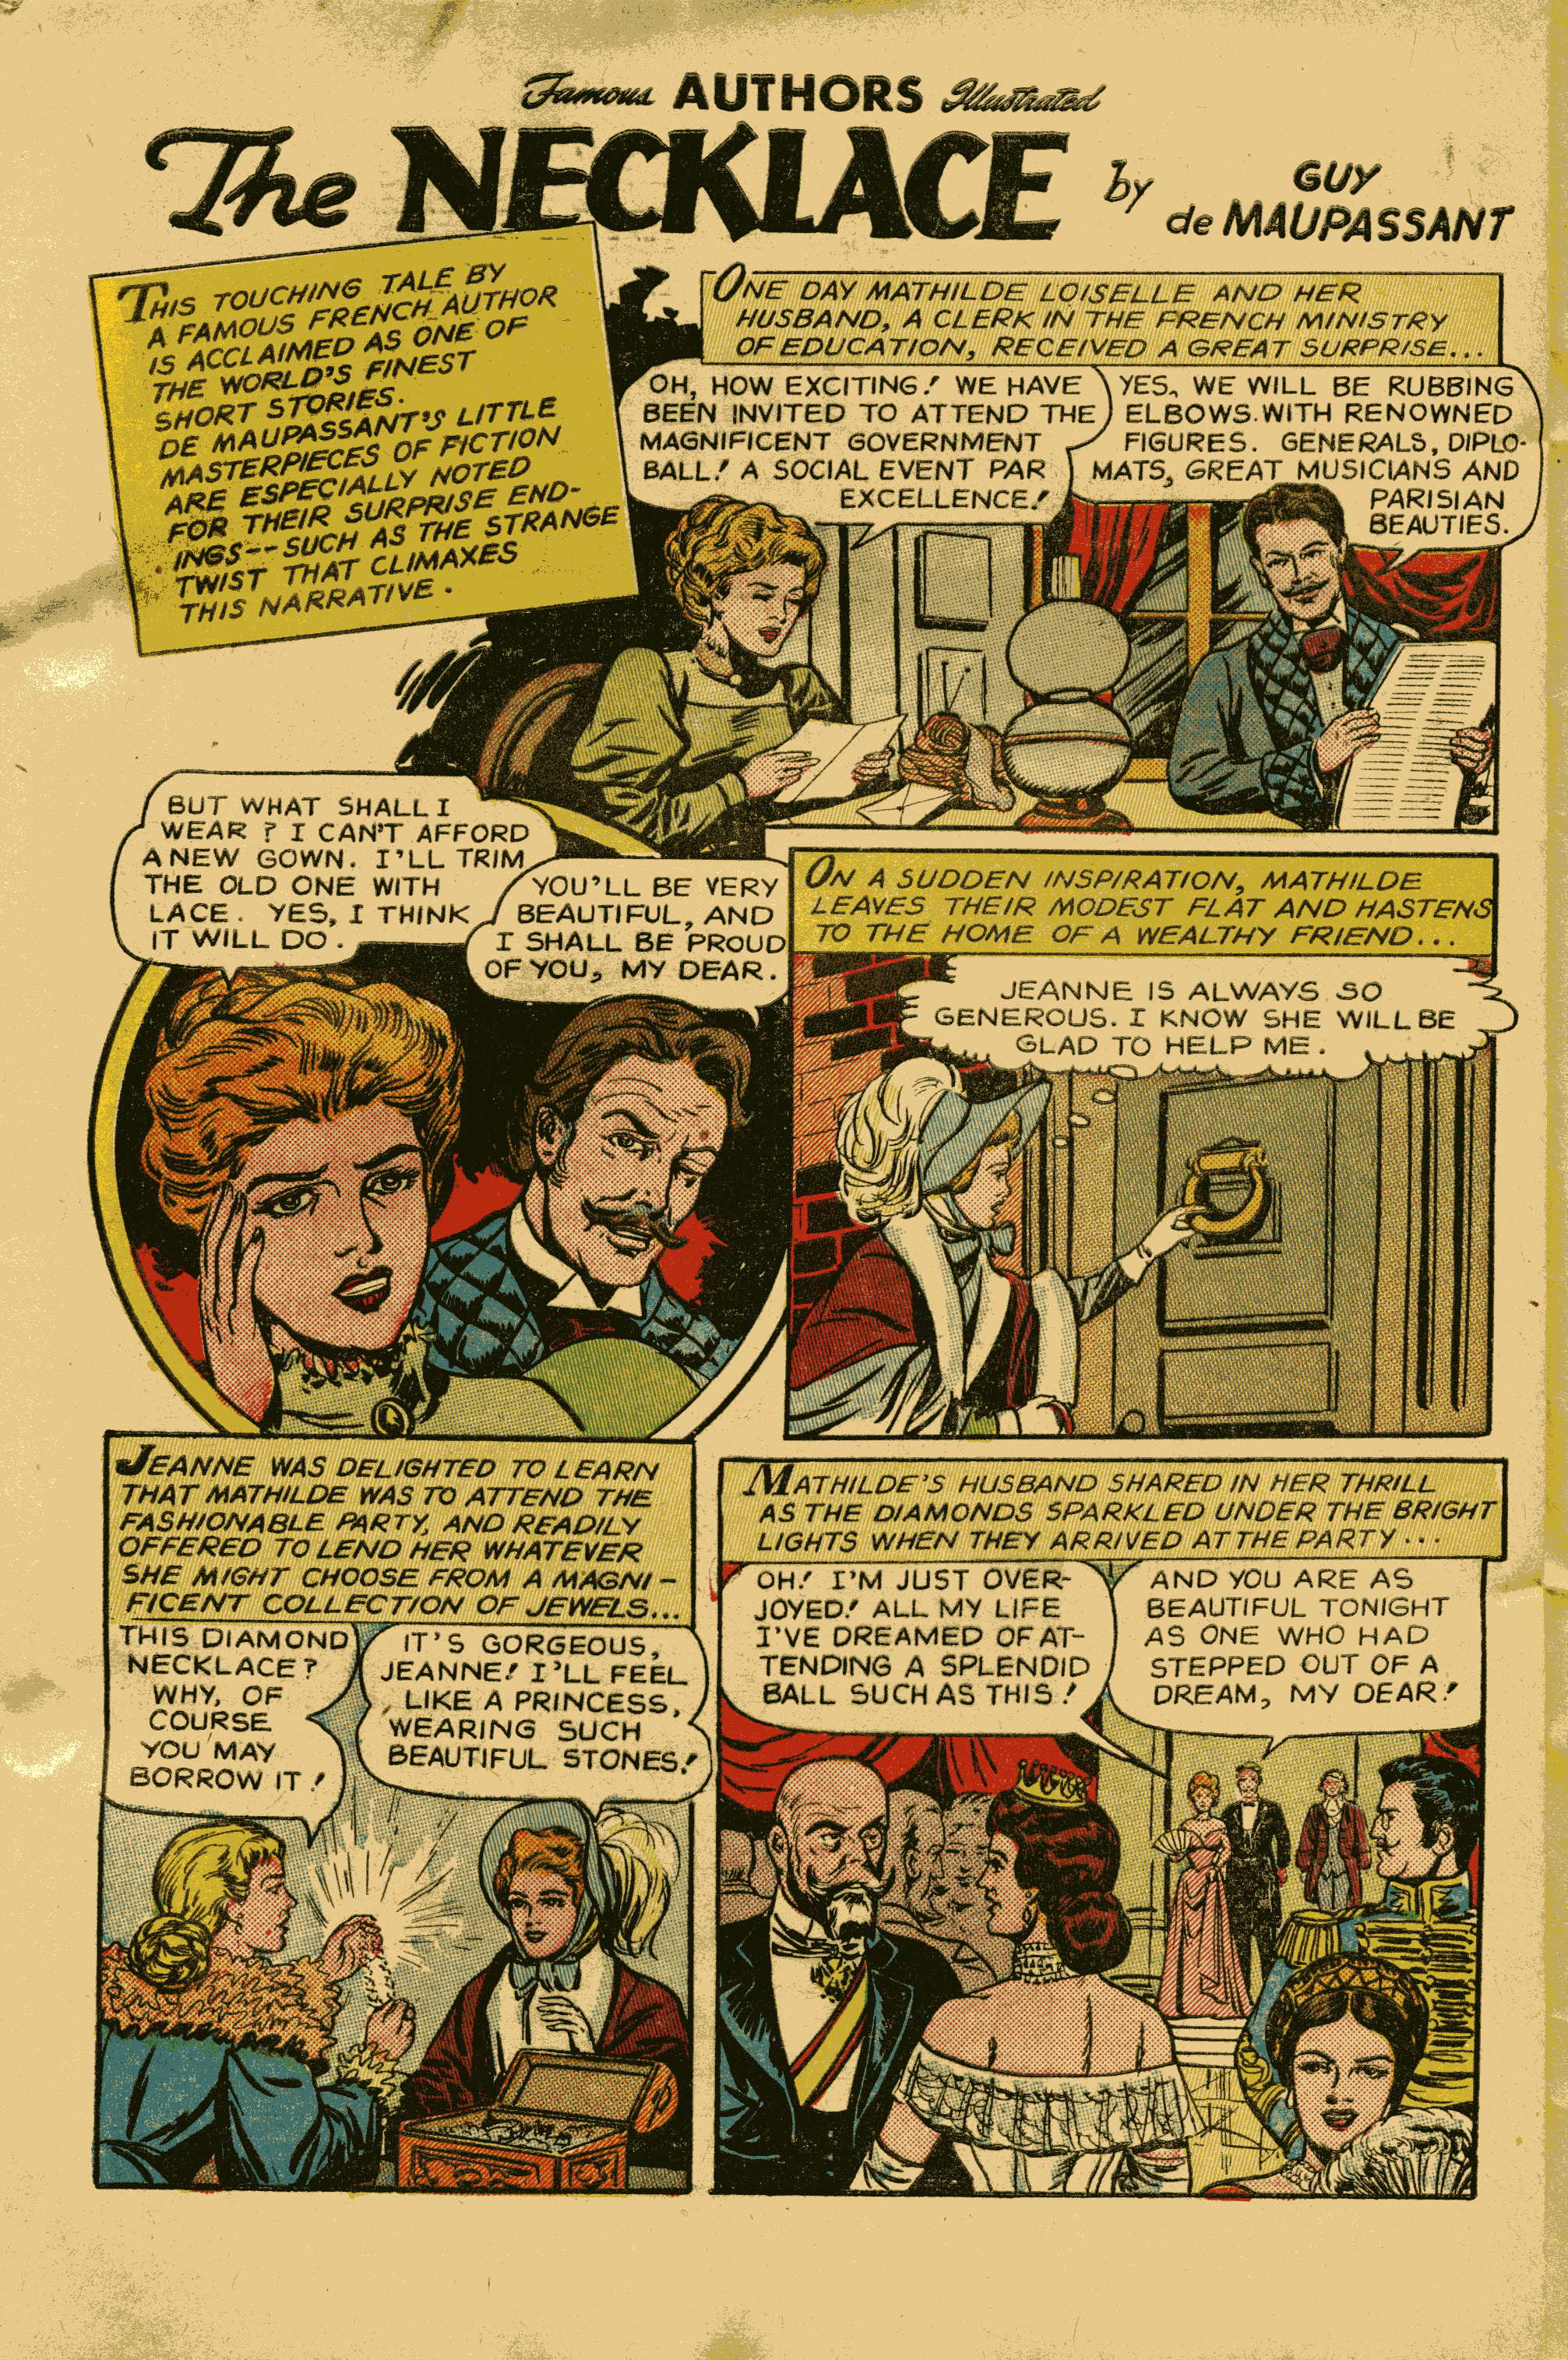 Famous AUTHORS Illustrated
The NECKLACE by GUY
de MAUPASSANT
THIS TOUCHING TALE BY
A FAMOUS FRENCH AUTHOR
IS ACCLAIMED AS ONE OF
THE WORLD'S FINEST
SHORT STORIES.
DE MAUPASSANT'S LITTLE
MASTERPIECES OF FICTION
ARE ESPECIALLY NOTED
FOR THEIR SURPRISE END-
INGS--SUCH AS THE STRANGE
TWIST THAT CLIMAXES
THIS NARRATIVE.
ONE DAY MATHILDE LOISELLE AND HER
HUSBAND, A CLERK IN THE FRENCH MINISTRY
OF EDUCATION, RECEIVED A GREAT SURPRISE...
OH, HOW EXCITING! WE HAVE
BEEN INVITED TO ATTEND THE
MAGNIFICENT GOVERNMENT
BALL! A SOCIAL EVENT PAR
EXCELLENCE!
YES, WE WILL BE RUBBING
ELBOWS WITH RENOWNED
FIGURES. GENERALS, DIPLO-
MATS, GREAT MUSICIANS AND
PARISIAN
BEAUTIES.
BUT WHAT SHALL I
WEAR? I CAN'T AFFORD
A NEW GOWN. I'LL TRIM
THE OLD ONE WITH
LACE. YES, I THINK
IT WILL DO.
YOU'LL BE VERY
BEAUTIFUL, AND
I SHALL BE PROUD
OF YOU, MY DEAR.
ON A SUDDEN INSPIRATION, MATHILDE
LEAVES THEIR MODEST FLAT AND HASTENS
TO THE HOME OF A WEALTHY FRIEND...
JEANNE IS ALWAYS SO
GENEROUS. I KNOW SHE WILL BE
GLAD TO HELP ME.
JEANNE WAS DELIGHTED TO LEARN
THAT MATHILDE WAS TO ATTEND THE
FASHIONABLE PARTY, AND READILY
OFFERED TO LEND HER WHATEVER
SHE MIGHT CHOOSE FROM A MAGNI-
FICENT COLLECTION OF JEWELS...
THIS DIAMOND
NECKLACE?
WHY, OF
COURSE
YOU MAY
BORROW IT!
IT'S GORGEOUS,
JEANNE! I'LL FEEL
LIKE A PRINCESS,
WEARING SUCH
BEAUTIFUL STONES!
MATHILDE'S HUSBAND SHARED IN HER THRILL
AS THE DIAMONDS SPARKLED UNDER THE BRIGHT
LIGHTS WHEN THEY ARRIVED AT THE PARTY...
OH! I'M JUST OVER-
JOYED! ALL MY LIFE
I'VE DREAMED OF AT-
TENDING A SPLENDID
BALL SUCH AS THIS!
AND YOU ARE AS
BEAUTIFUL TONIGHT
AS ONE WHO HAD
STEPPED OUT OF A
DREAM, MY DEAR!